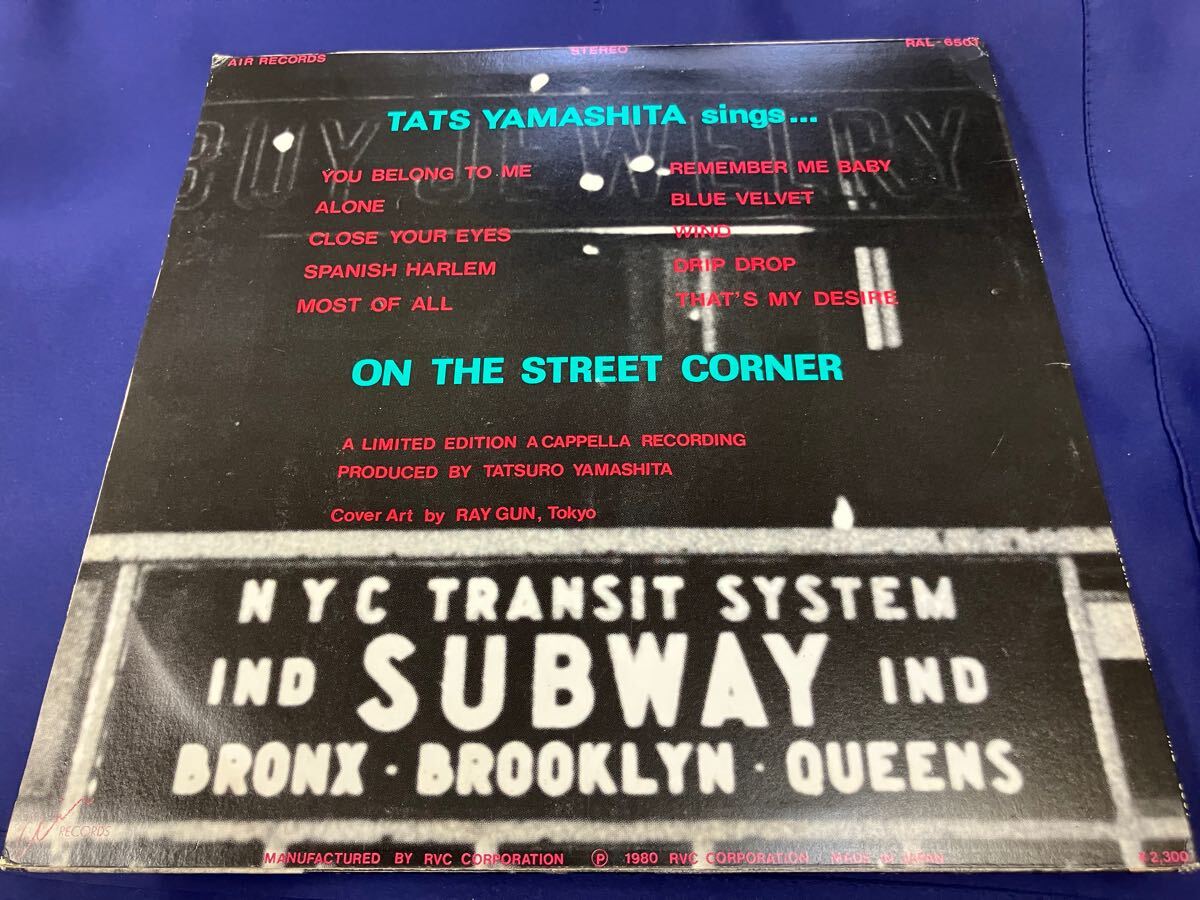 AIR RECORDS
STEREO
RAL-6501
BUY JEWELRY
TATS YAMASHITA sings...
YOU BELONG TO ME
ALONE
CLOSE YOUR EYES
SPANISH HARLEM
MOST OF ALL
REMEMBER ME BABY
BLUE VELVET
WIND
DRIP DROP
THAT'S MY DESIRE
ON THE STREET CORNER
A LIMITED EDITION A CAPPELLA RECORDING
PRODUCED BY TATSURO YAMASHITA
Cover Art by RAY GUN, Tokyo
NYC TRANSIT SYSTEM
IND SUBWAY IND
BRONX · BROOKLYN · QUEENS
RECORDS
MANUFACTURED BY RVC CORPORATION Ⓟ 1980 RVC CORPORATION MADE IN JAPAN
¥2,300